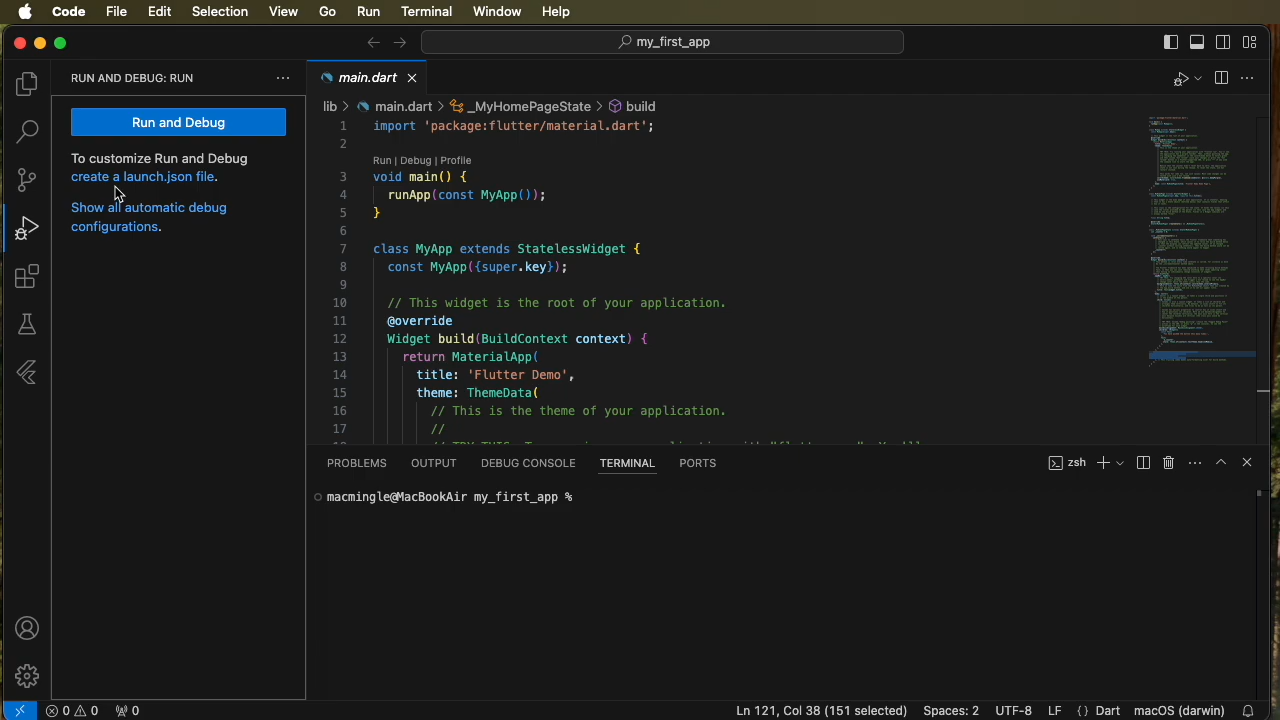 Code File Edit Selection View Go Run Terminal Window Help
my_first_app
RUN AND DEBUG: RUN
main.dart
lib > main.dart > _MyHomePageState > build
Run and Debug
To customize Run and Debug
create a launch.json file.
Show all automatic debug
configurations.
1 import 'package:flutter/material.dart';
2
Run | Debug | Profile
3 void main() {
4 runApp(const MyApp());
5 }
6
7 class MyApp extends StatelessWidget {
8 const MyApp({super.key});
9
10 // This widget is the root of your application.
11 @override
12 Widget build(BuildContext context) {
13 return MaterialApp(
14 title: 'Flutter Demo',
15 theme: ThemeData(
16 // This is the theme of your application.
17 //
PROBLEMS OUTPUT DEBUG CONSOLE TERMINAL PORTS
zsh
macmingle@MacBookAir my_first_app %
0 0 0
Ln 121, Col 38 (151 selected) Spaces: 2 UTF-8 LF {} Dart macOS (darwin)